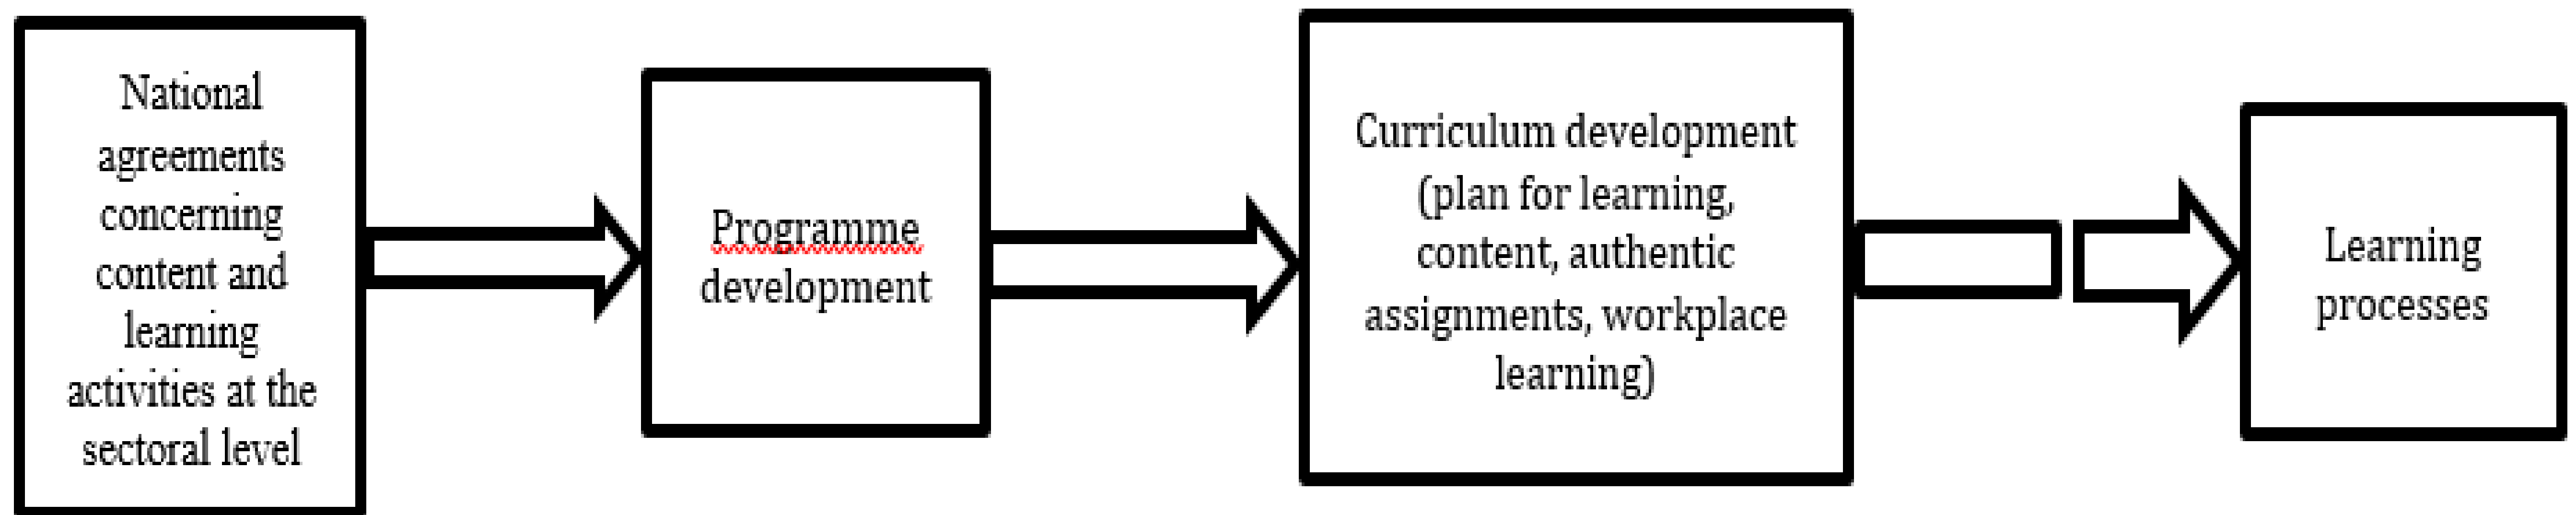 National
agreements
concerning
content and
learning
activities at the
sectoral level
Programme
development
Curriculum development
(plan for learning,
content, authentic
assignments, workplace
learning)
Learning
processes